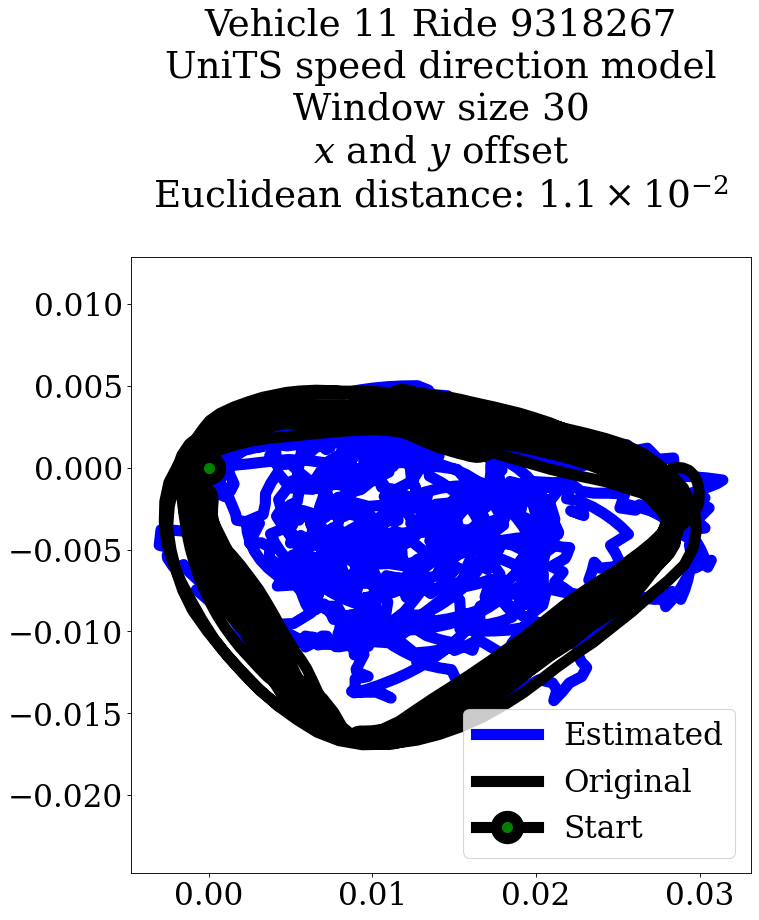 Vehicle 11 Ride 9318267
UniTS speed direction model
Window size 30
x and y offset
Euclidean distance: 1.1 × 10⁻²
0.010
0.005
0.000
−0.005
−0.010
−0.015
−0.020
Estimated
Original
Start
0.00 0.01 0.02 0.03